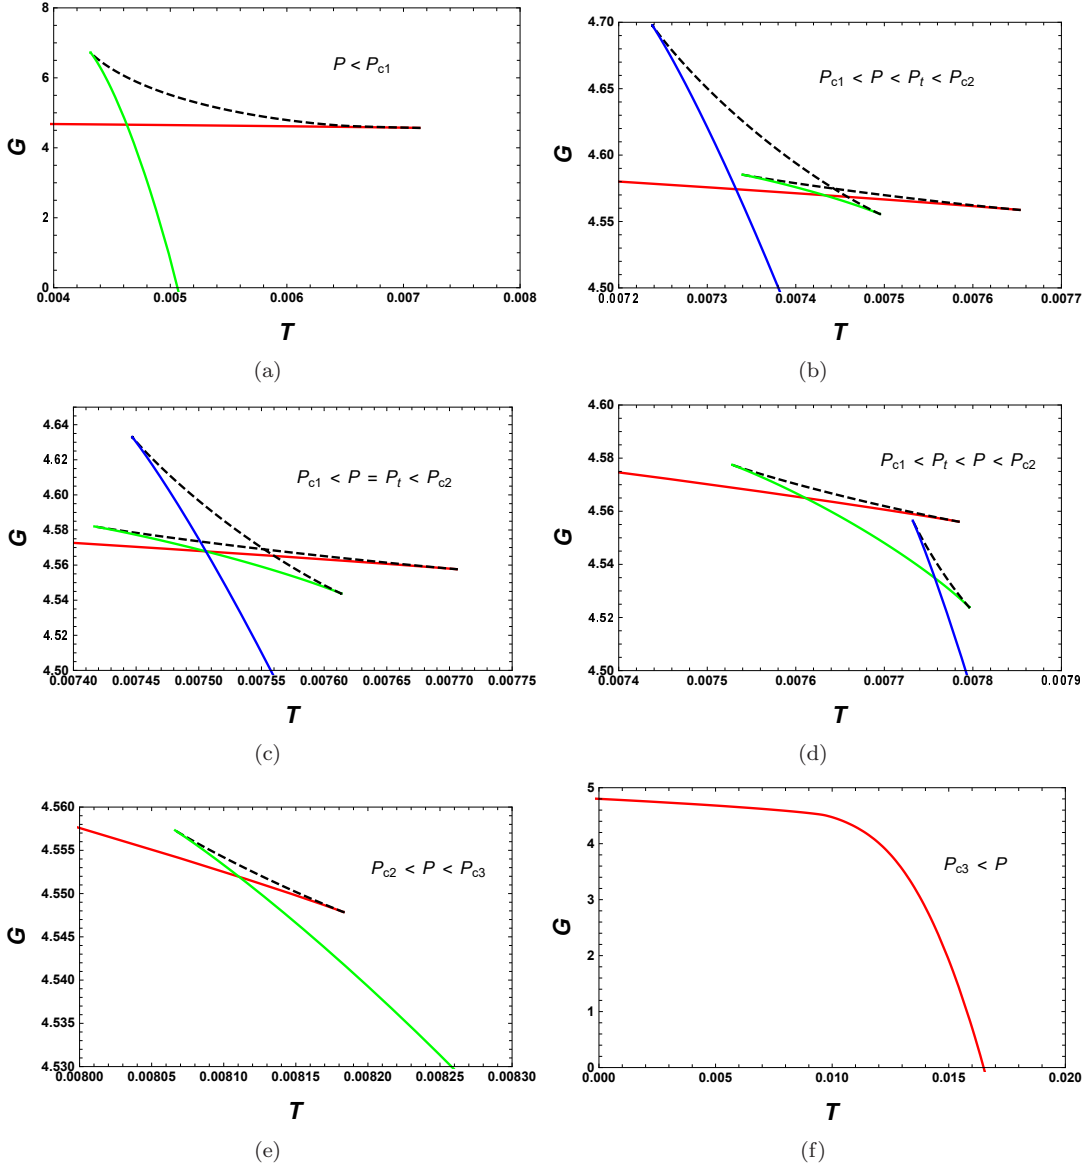 8
6
4
2
0
G
P < Pc1
0.004 0.005 0.006 0.007 0.008
T
(a)
4.70
4.65
4.60
4.55
4.50
G
Pc1 < P < Pt < Pc2
0.0072 0.0073 0.0074 0.0075 0.0076 0.0077
T
(b)
4.64
4.62
4.60
4.58
4.56
4.54
4.52
4.50
G
Pc1 < P = Pt < Pc2
0.00740 0.00745 0.00750 0.00755 0.00760 0.00765 0.00770 0.00775
T
(c)
4.60
4.58
4.56
4.54
4.52
4.50
G
Pc1 < Pt < P < Pc2
0.0074 0.0075 0.0076 0.0077 0.0078 0.0079
T
(d)
4.560
4.555
4.550
4.545
4.540
4.535
4.530
G
Pc2 < P < Pc3
0.00800 0.00805 0.00810 0.00815 0.00820 0.00825 0.00830
T
(e)
5
4
3
2
1
0
G
Pc3 < P
0.000 0.005 0.010 0.015 0.020
T
(f)